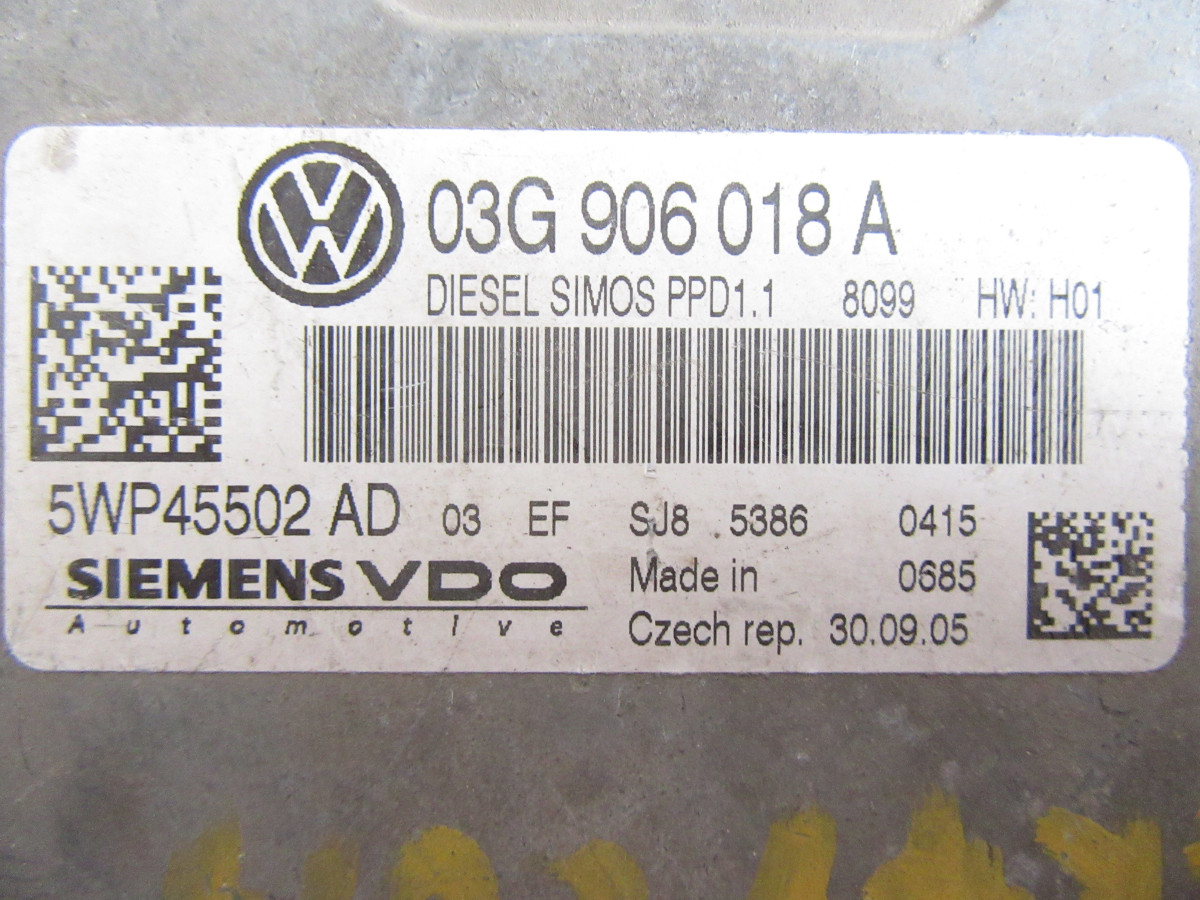 03G 906 018 A
DIESEL SIMOS PPD1.1 8099 HW: H01
5WP45502 AD 03 EF SJ8 5386 0415
SIEMENS VDO Made in 0685
Automotive Czech rep. 30.09.05